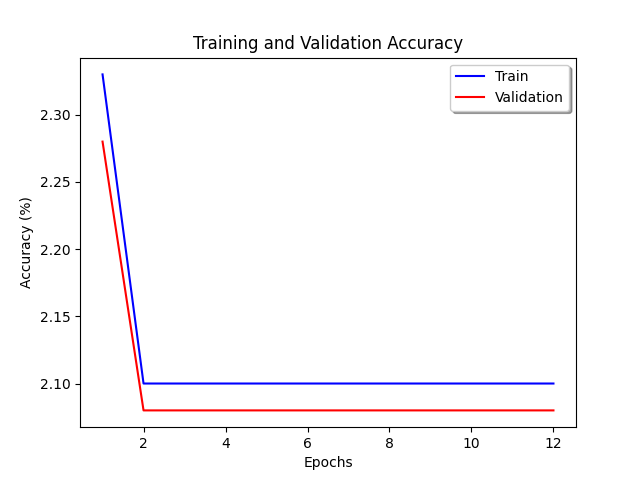 Training and Validation Accuracy
Train
Validation
2.30
2.25
2.20
2.15
2.10
Accuracy (%)
2
4
6
8
10
12
Epochs